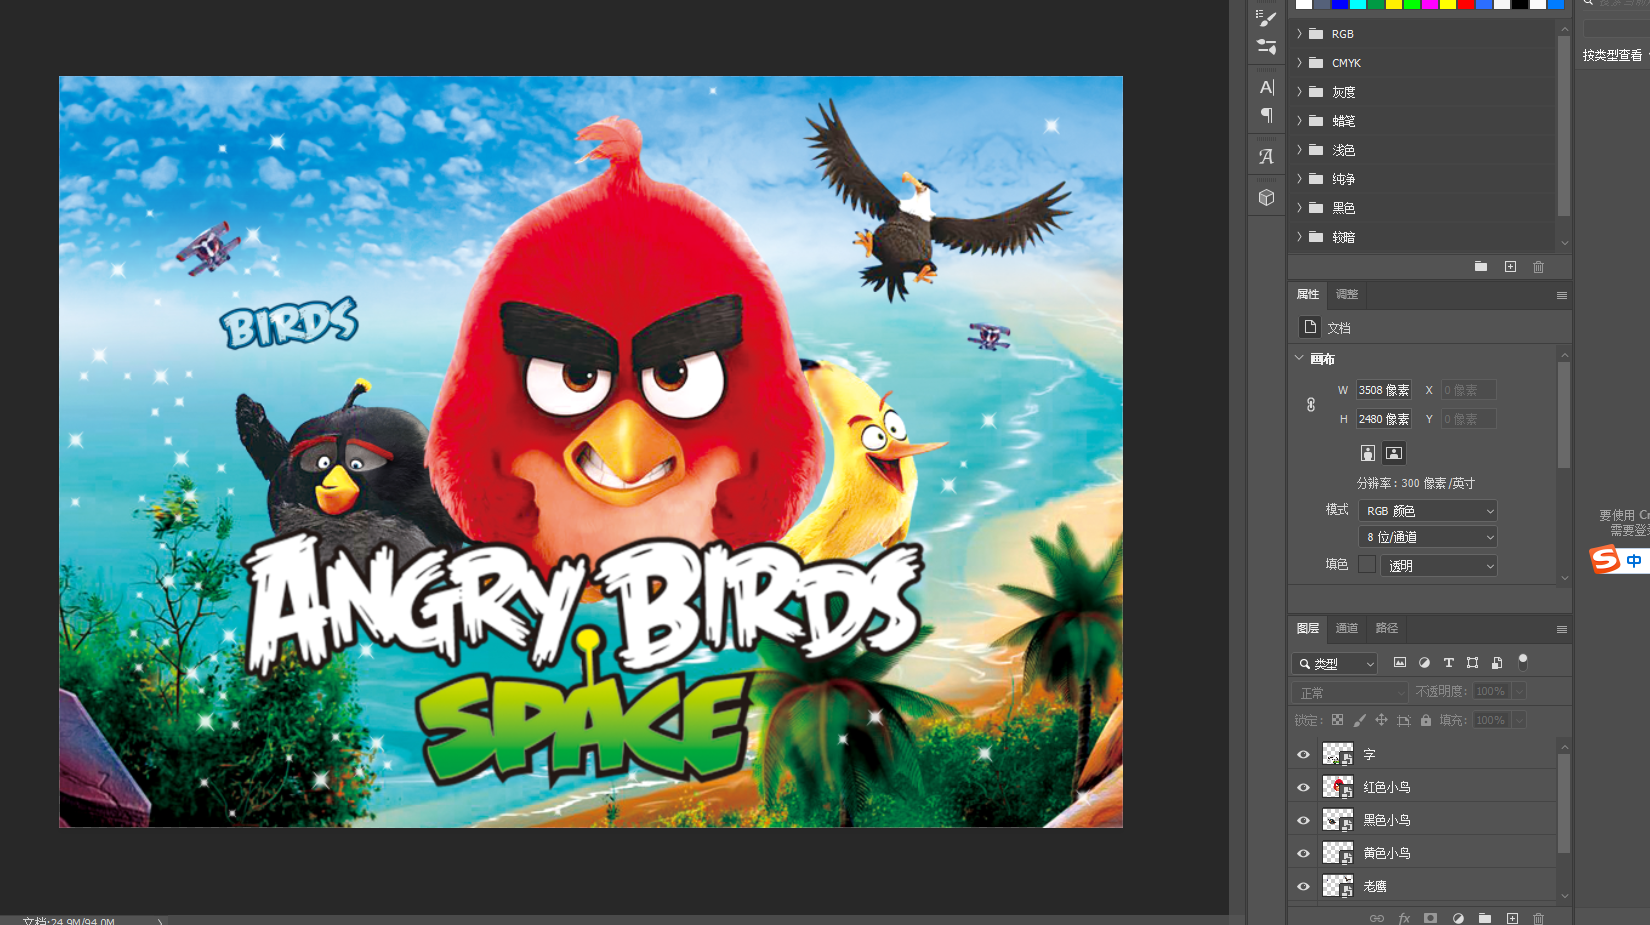 BIRDS
ANGRY BIRDS
SPACE
文档:24.9M/94.0M
RGB
CMYK
灰度
蜡笔
浅色
纯净
黑色
较暗
属性 调整
文档
画布
W 3508 像素 X 0 像素
H 2480 像素 Y 0 像素
分辨率: 300 像素/英寸
模式 RGB 颜色
8 位/通道
填色 透明
图层 通道 路径
类型
正常 不透明度: 100%
锁定: 填充: 100%
字
红色小鸟
黑色小鸟
黄色小鸟
老鹰
fx
按类型查看
要使用
需要登
中